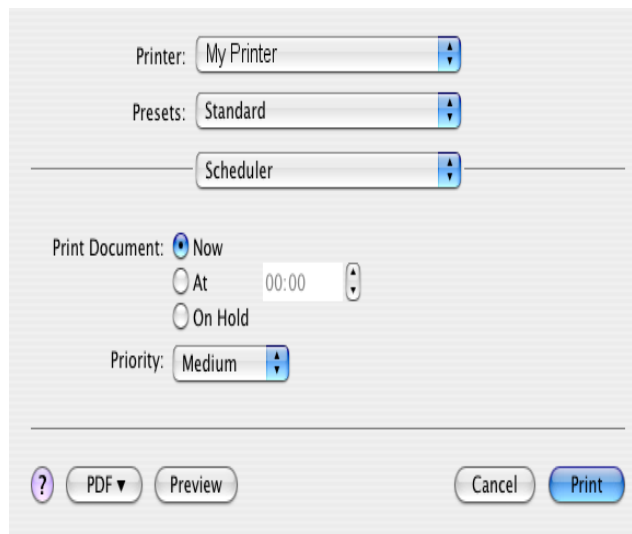 Printer: My Printer
Presets: Standard
Scheduler
Print Document: Now
At 00:00
On Hold
Priority: Medium
? PDF ▼ Preview Cancel Print